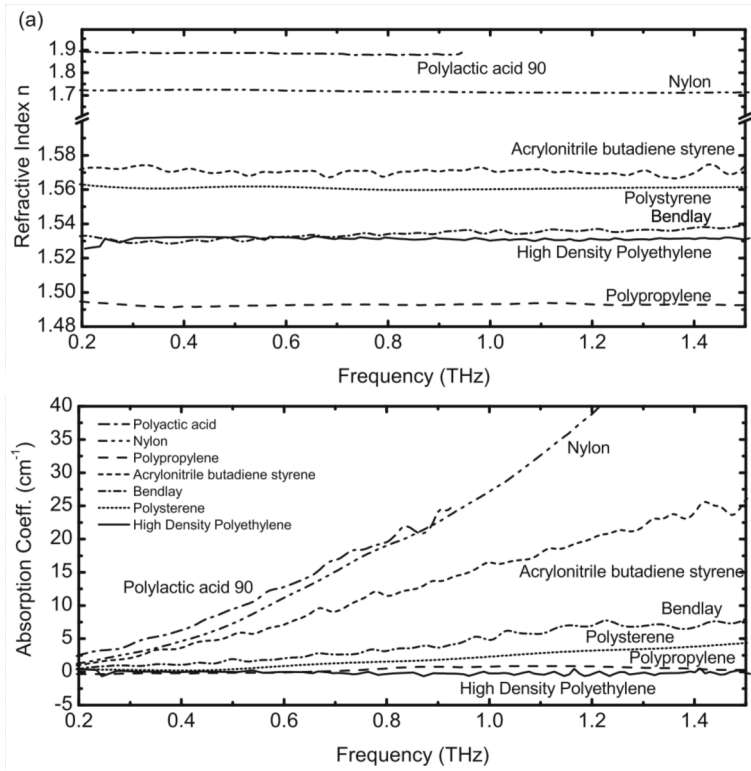 (a)
1.9
1.8
1.7
1.58
1.56
1.54
1.52
1.50
1.48
Refractive Index n
Polylactic acid 90
Nylon
Acrylonitrile butadiene styrene
Polystyrene
Bendlay
High Density Polyethylene
Polypropylene
0.2 0.4 0.6 0.8 1.0 1.2 1.4
Frequency (THz)
40
35
30
25
20
15
10
5
0
-5
Absorption Coeff. (cm⁻¹)
Polyactic acid
Nylon
Polypropylene
Acrylonitrile butadiene styrene
Bendlay
Polysterene
High Density Polyethylene
Nylon
Polylactic acid 90
Acrylonitrile butadiene styrene
Bendlay
Polysterene
Polypropylene
High Density Polyethylene
0.2 0.4 0.6 0.8 1.0 1.2 1.4
Frequency (THz)